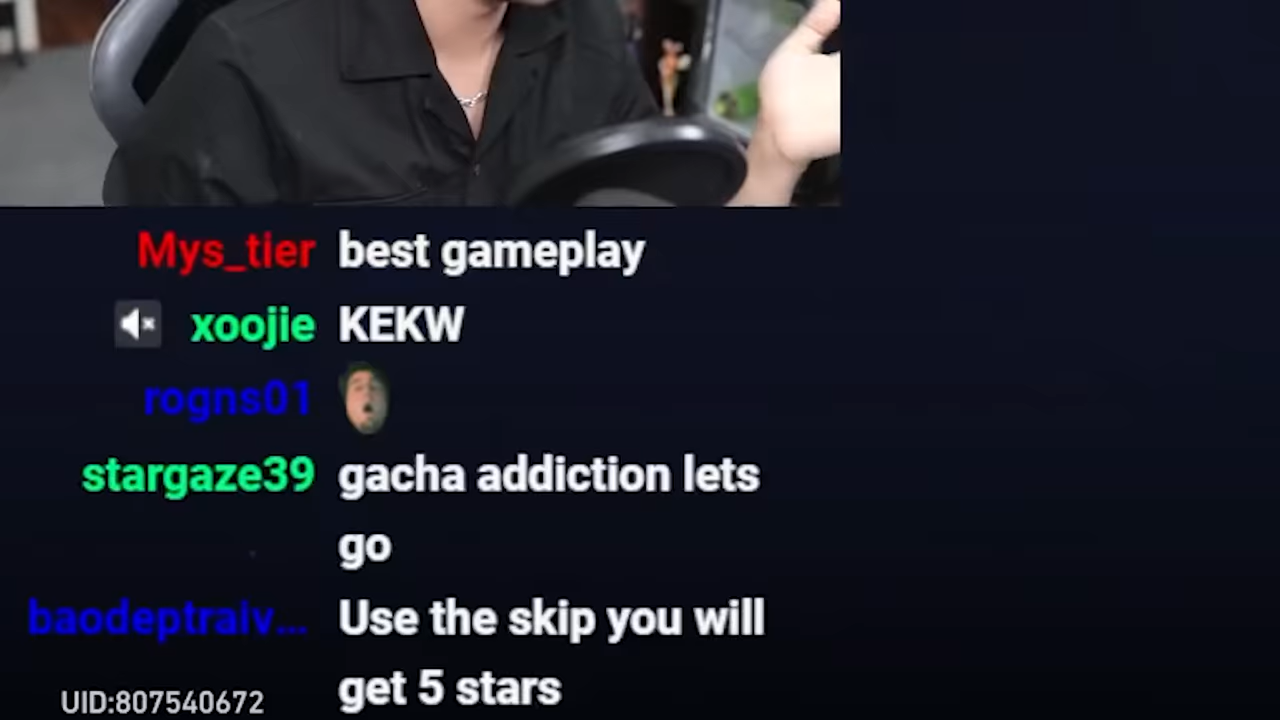 Mys_tier best gameplay
xoojie KEKW
rogns01
stargaze39 gacha addiction lets
go
baodeptraiv... Use the skip you will
get 5 stars
UID:807540672